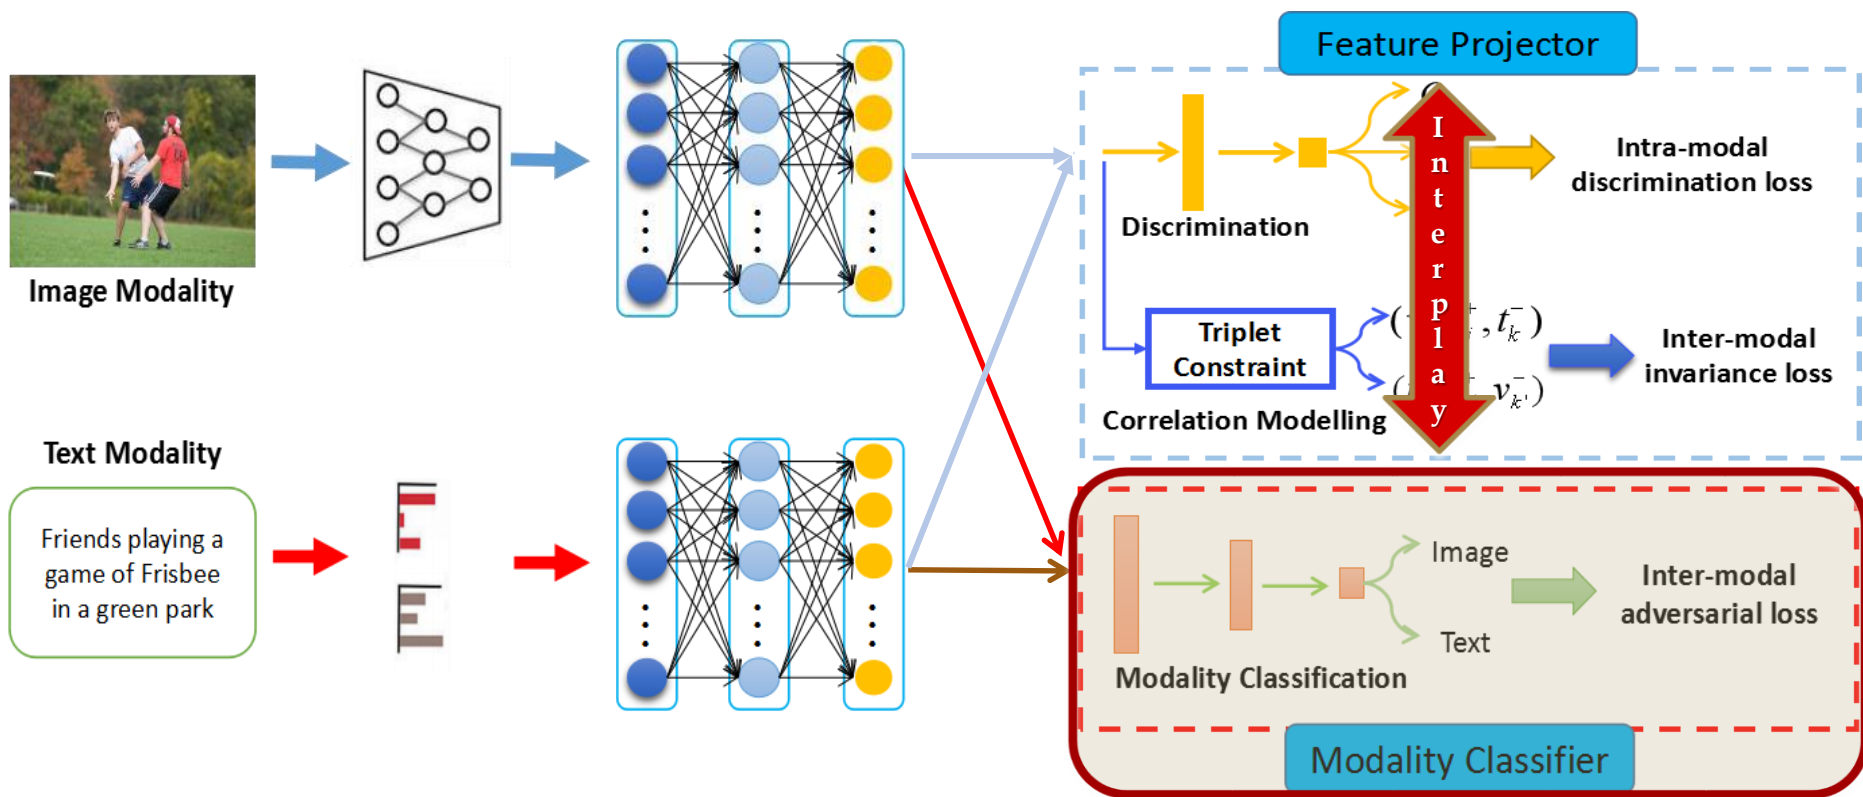 Feature Projector
Image Modality
Discrimination
Intra-modal
discrimination loss
Interplay
Triplet
Constraint
, t_k^-)
, v_{k'}^-)
Correlation Modelling
Inter-modal
invariance loss
Text Modality
Friends playing a
game of Frisbee
in a green park
Image
Text
Modality Classification
Inter-modal
adversarial loss
Modality Classifier